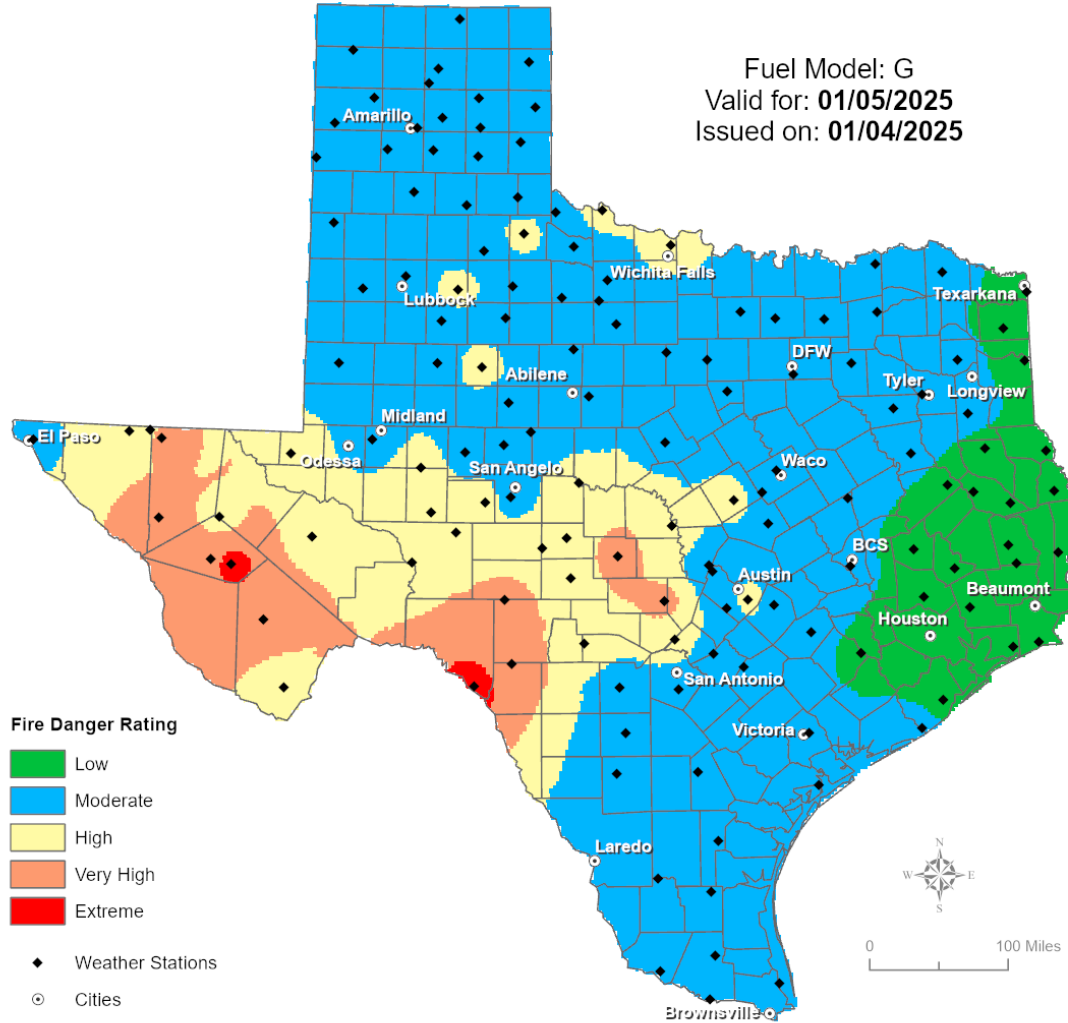 Fuel Model: G
Valid for: 01/05/2025
Issued on: 01/04/2025
Amarillo
Wichita Falls
Lubbock
Texarkana
DFW
Abilene
Tyler
Longview
Midland
El Paso
Odessa
San Angelo
Waco
BCS
Austin
Beaumont
Houston
San Antonio
Victoria
Laredo
Brownsville
Fire Danger Rating
Low
Moderate
High
Very High
Extreme
Weather Stations
Cities
N
W E
S
0 100 Miles